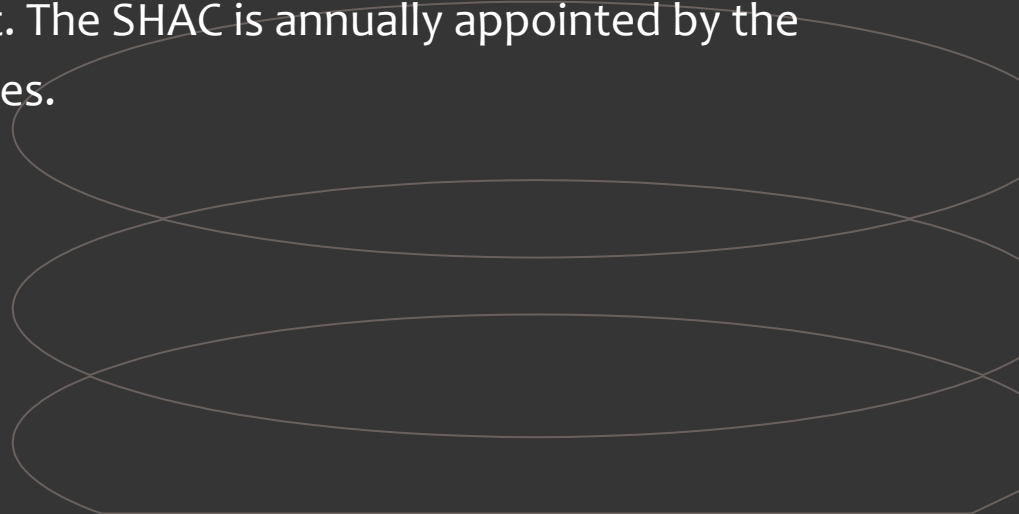 . The SHAC is annually appointed by the
es.